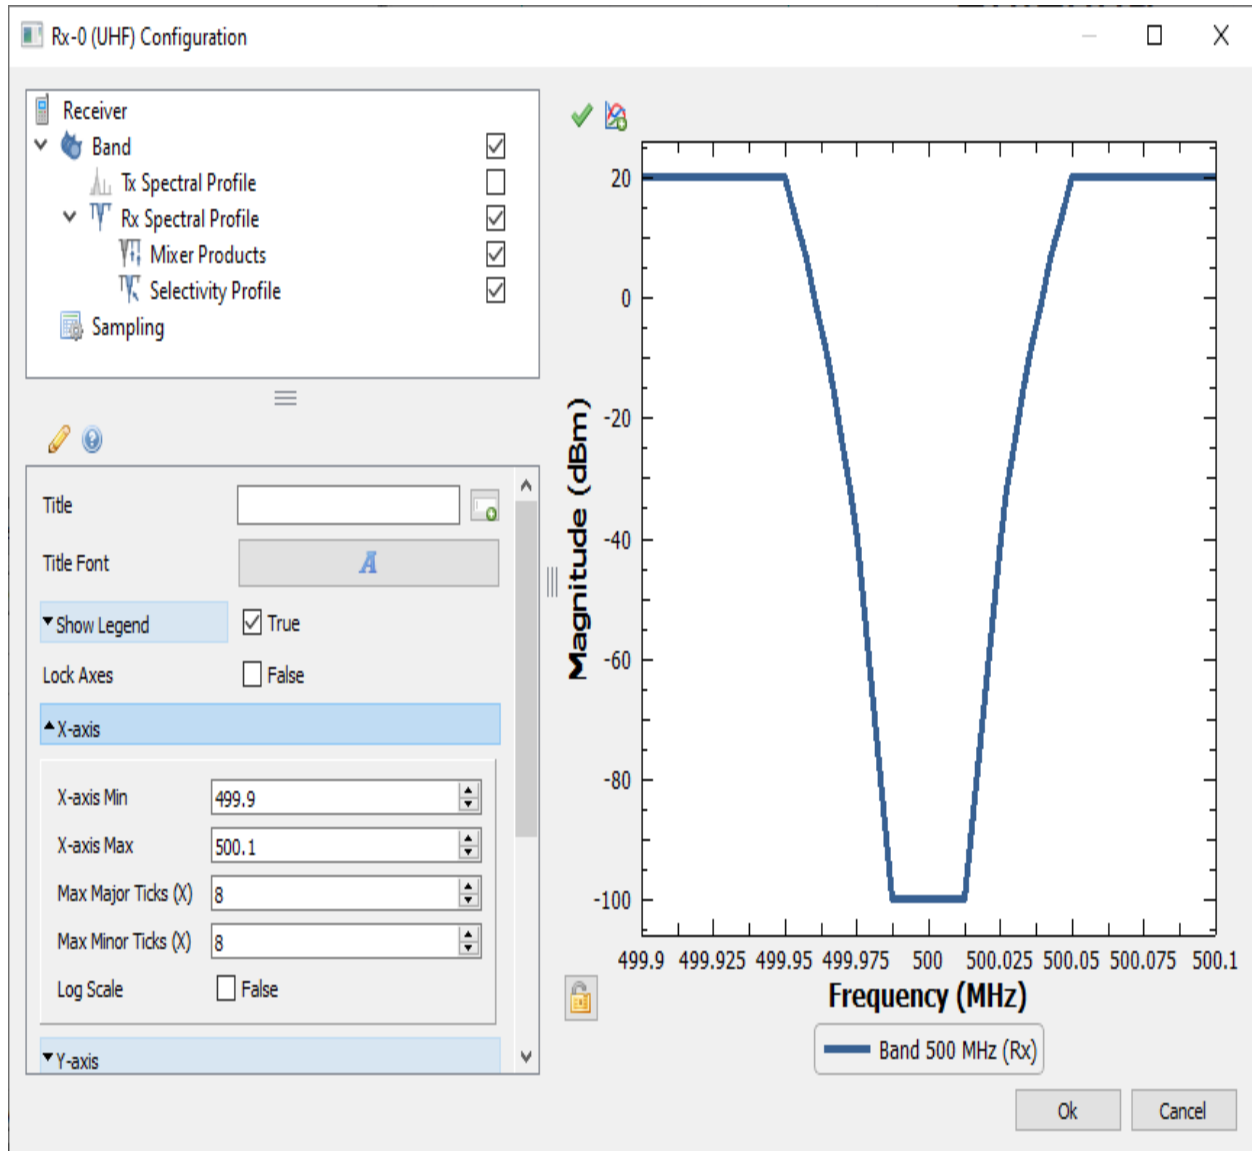 Rx-0 (UHF) Configuration
Receiver
Band
Tx Spectral Profile
Rx Spectral Profile
Mixer Products
Selectivity Profile
Sampling
Title
Title Font
A
Show Legend
True
Lock Axes
False
X-axis
X-axis Min
499.9
X-axis Max
500.1
Max Major Ticks (X)
8
Max Minor Ticks (X)
8
Log Scale
False
Y-axis
Magnitude (dBm)
20
0
-20
-40
-60
-80
-100
499.9 499.925 499.95 499.975 500 500.025 500.05 500.075 500.1
Frequency (MHz)
Band 500 MHz (Rx)
Ok
Cancel